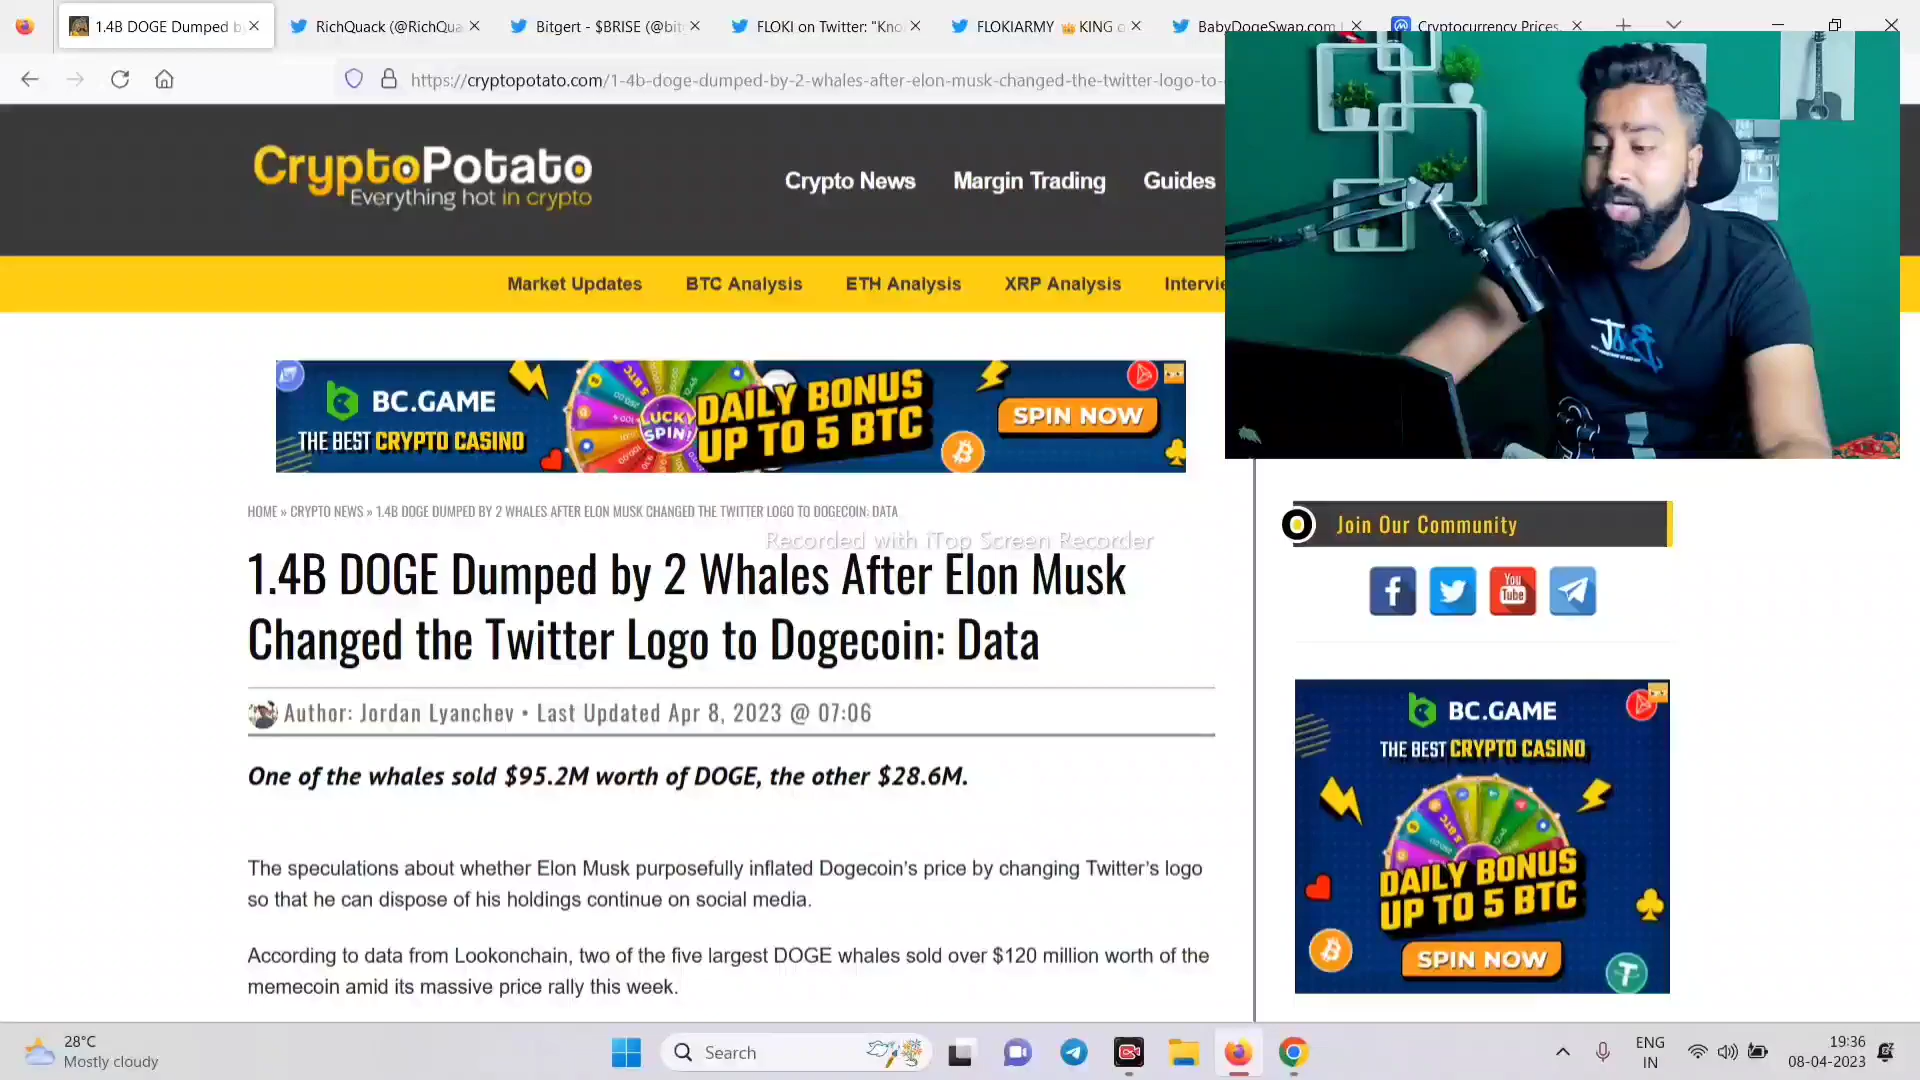 1.4B DOGE Dumped b
RichQuack (@RichQua
Bitgert - $BRISE (@bit
FLOKI on Twitter: "Kno
FLOKIARMY 👑KING o
BabyDogeSwap.com
Cryptocurrency Prices,
https://cryptopotato.com/1-4b-doge-dumped-by-2-whales-after-elon-musk-changed-the-twitter-logo-to-
CryptoPotato
Everything hot in crypto
Crypto News
Margin Trading
Guides
Market Updates
BTC Analysis
ETH Analysis
XRP Analysis
Intervie
BC.GAME
THE BEST CRYPTO CASINO
LUCKY
SPIN!
DAILY BONUS
UP TO 5 BTC
SPIN NOW
HOME » CRYPTO NEWS » 1.4B DOGE DUMPED BY 2 WHALES AFTER ELON MUSK CHANGED THE TWITTER LOGO TO DOGECOIN: DATA
Recorded with iTop Screen Recorder
1.4B DOGE Dumped by 2 Whales After Elon Musk
Changed the Twitter Logo to Dogecoin: Data
Author: Jordan Lyanchev • Last Updated Apr 8, 2023 @ 07:06
One of the whales sold $95.2M worth of DOGE, the other $28.6M.
The speculations about whether Elon Musk purposefully inflated Dogecoin's price by changing Twitter's logo
so that he can dispose of his holdings continue on social media.
According to data from Lookonchain, two of the five largest DOGE whales sold over $120 million worth of the
memecoin amid its massive price rally this week.
Join Our Community
You
Tube
BC.GAME
THE BEST CRYPTO CASINO
DAILY BONUS
UP TO 5 BTC
SPIN NOW
28°C
Mostly cloudy
Search
ENG
IN
19:36
08-04-2023